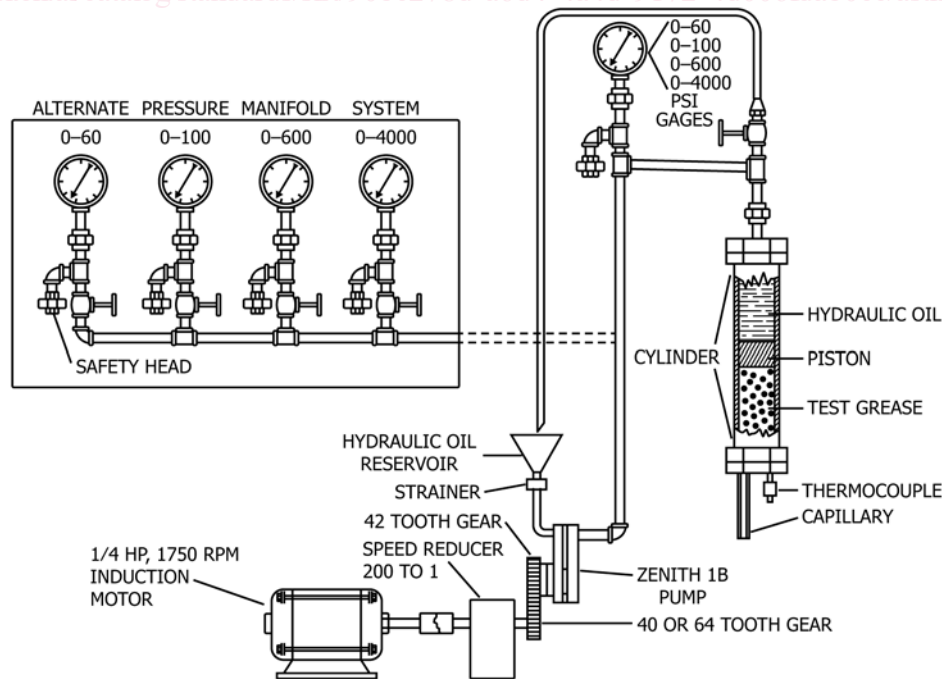 0–60
0–100
0–600
0–4000
PSI
GAGES
ALTERNATE PRESSURE MANIFOLD SYSTEM
0–60 0–100 0–600 0–4000
SAFETY HEAD
CYLINDER
HYDRAULIC OIL
PISTON
TEST GREASE
HYDRAULIC OIL
RESERVOIR
STRAINER
THERMOCOUPLE
CAPILLARY
42 TOOTH GEAR
SPEED REDUCER
200 TO 1
1/4 HP, 1750 RPM
INDUCTION
MOTOR
ZENITH 1B
PUMP
40 OR 64 TOOTH GEAR